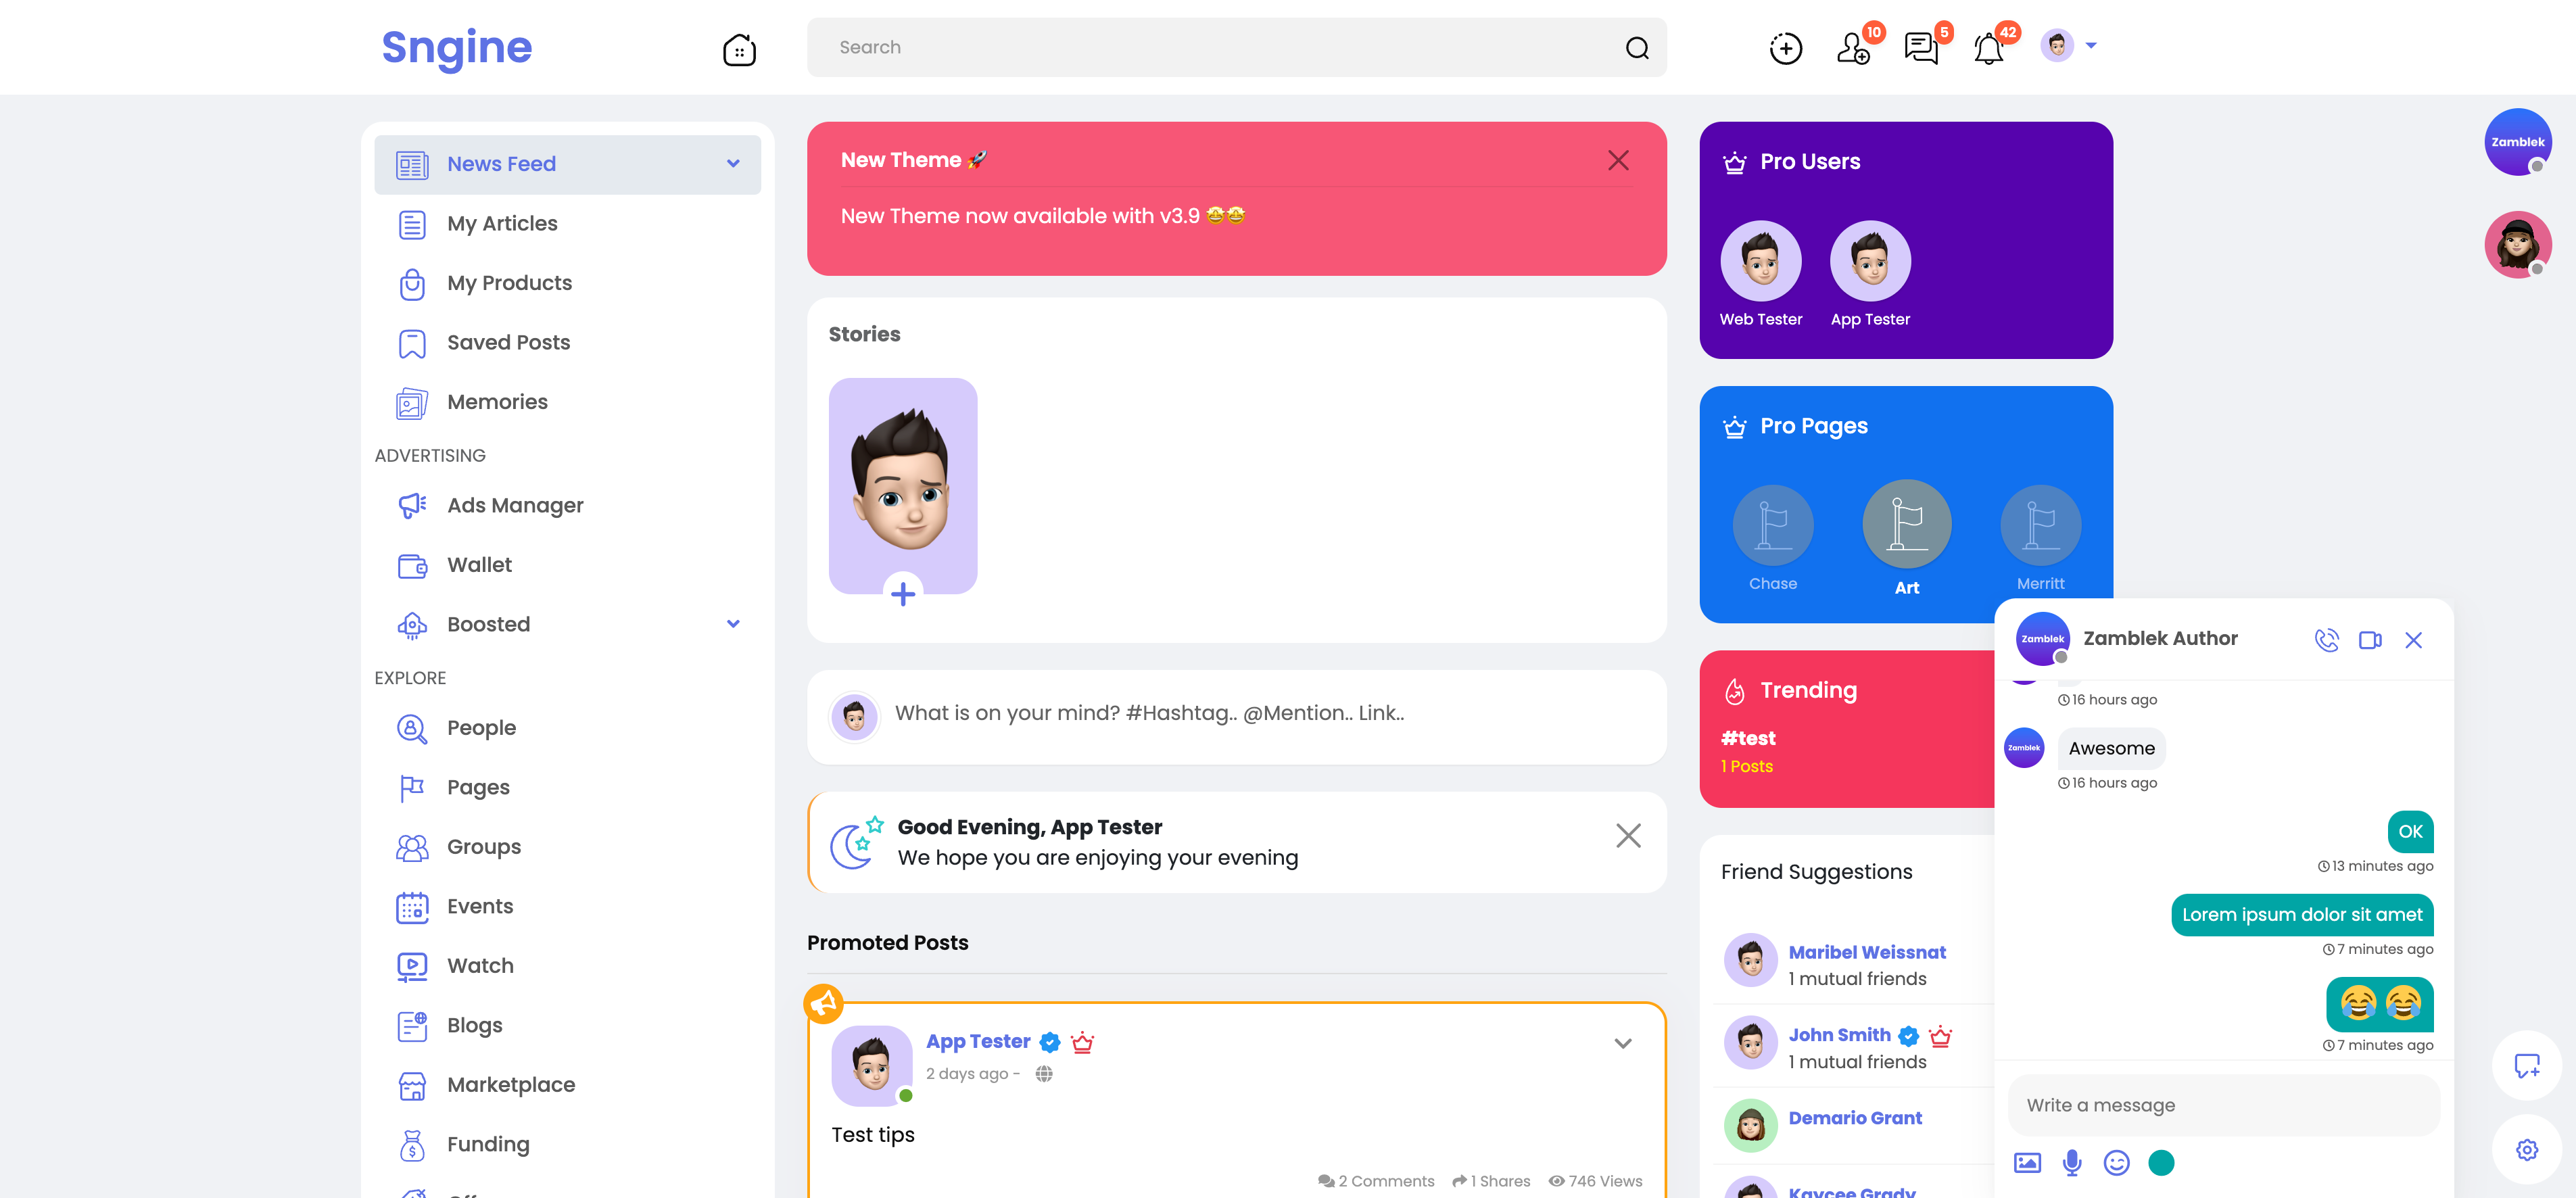 Sngine
Search
10
5
42
News Feed
My Articles
My Products
Saved Posts
Memories
ADVERTISING
Ads Manager
Wallet
Boosted
EXPLORE
People
Pages
Groups
Events
Watch
Blogs
Marketplace
Funding
New Theme 🚀
New Theme now available with v3.9 🤩🤩
Stories
What is on your mind? #Hashtag.. @Mention.. Link..
Good Evening, App Tester
We hope you are enjoying your evening
Promoted Posts
App Tester
2 days ago -
Test tips
2 Comments 1 Shares 746 Views
Pro Users
Web Tester App Tester
Pro Pages
Chase Art Merritt
Trending
#test
1 Posts
Friend Suggestions
Maribel Weissnat
1 mutual friends
John Smith
1 mutual friends
Demario Grant
Kaycee Grady
Zamblek
Zamblek
Zamblek Author
16 hours ago
Zamblek
Awesome
16 hours ago
OK
13 minutes ago
Lorem ipsum dolor sit amet
7 minutes ago
😂 😂
7 minutes ago
Write a message